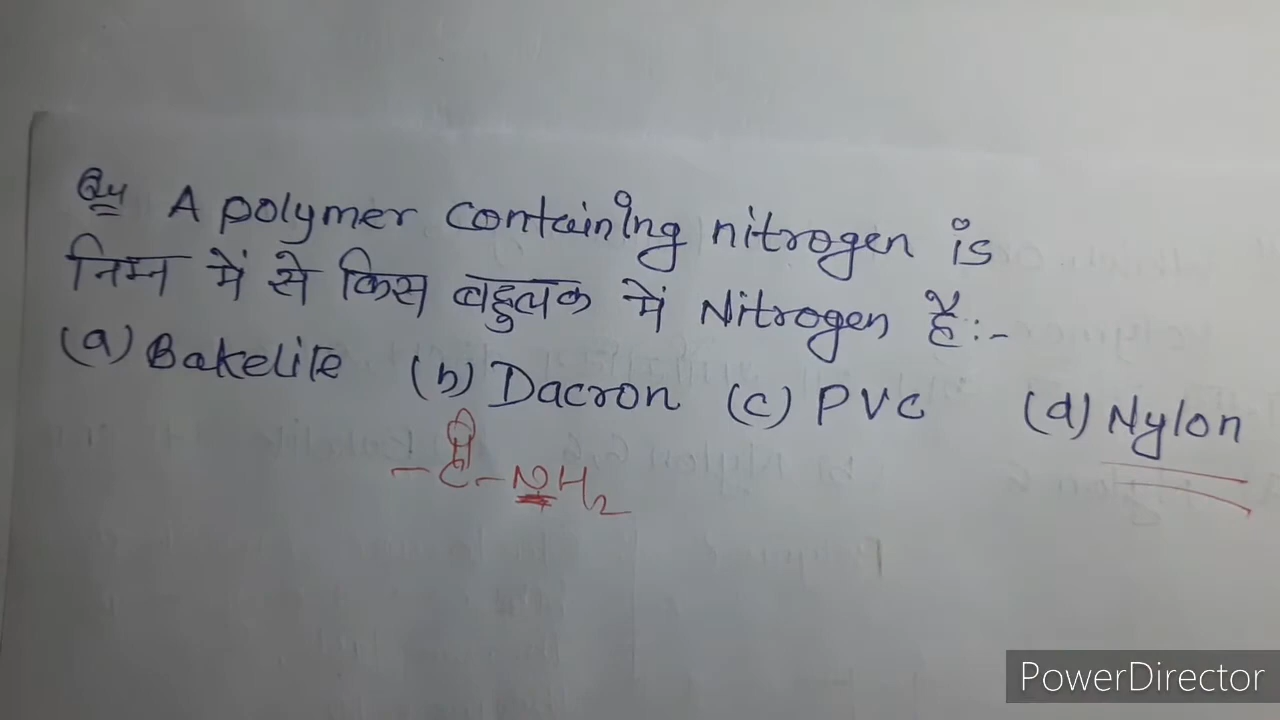 Q4 A polymer containing nitrogen is
निम्न में से किस बहुलक में Nitrogen है:-
(a) Bakelite (b) Dacron (c) PVC (d) Nylon
-C-NH2
PowerDirector